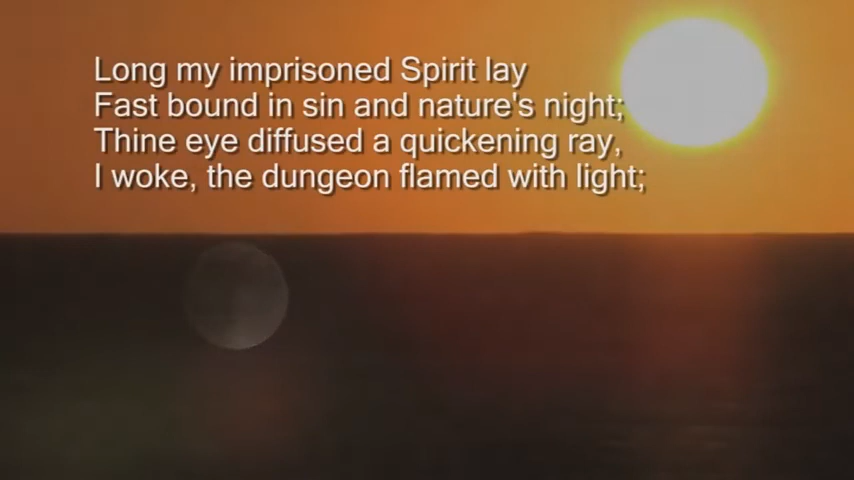 Long my imprisoned Spirit lay
Fast bound in sin and nature's night;
Thine eye diffused a quickening ray,
I woke, the dungeon flamed with light;